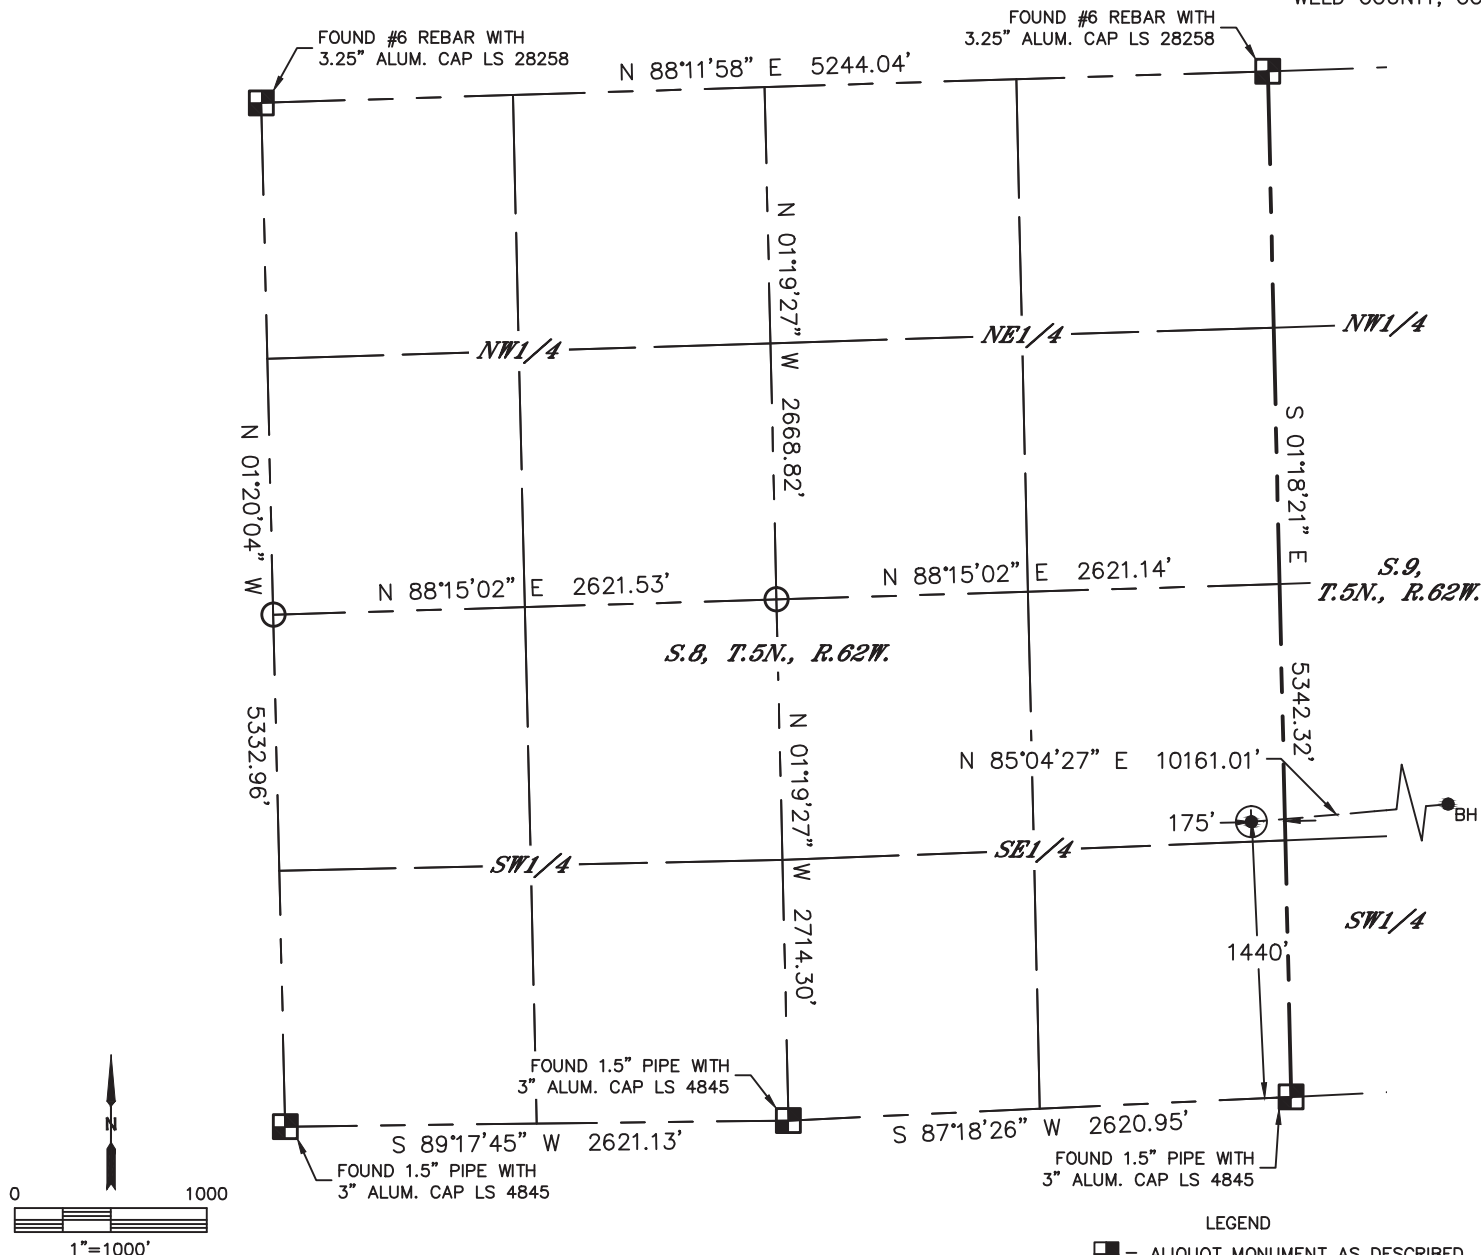 FOUND #6 REBAR WITH
3.25" ALUM. CAP LS 28258
FOUND #6 REBAR WITH
3.25" ALUM. CAP LS 28258
N 88°11'58" E 5244.04'
N 01°19'27" W 2668.82'
NW1/4
NE1/4
NW1/4
N 01°20'04" W
5332.96'
S 01°18'21" E
5342.32'
N 88°15'02" E 2621.53'
N 88°15'02" E 2621.14'
S.9,
T.5N., R.62W.
S.8, T.5N., R.62W.
N 01°19'27" W 2714.30'
N 85°04'27" E 10161.01'
175'
BH
SW1/4
SE1/4
SW1/4
1440'
FOUND 1.5" PIPE WITH
3" ALUM. CAP LS 4845
S 89°17'45" W 2621.13'
S 87°18'26" W 2620.95'
FOUND 1.5" PIPE WITH
3" ALUM. CAP LS 4845
FOUND 1.5" PIPE WITH
3" ALUM. CAP LS 4845
N
0 1000
1"=1000'
LEGEND
= ALIQUOT MONUMENT AS DESCRIBED